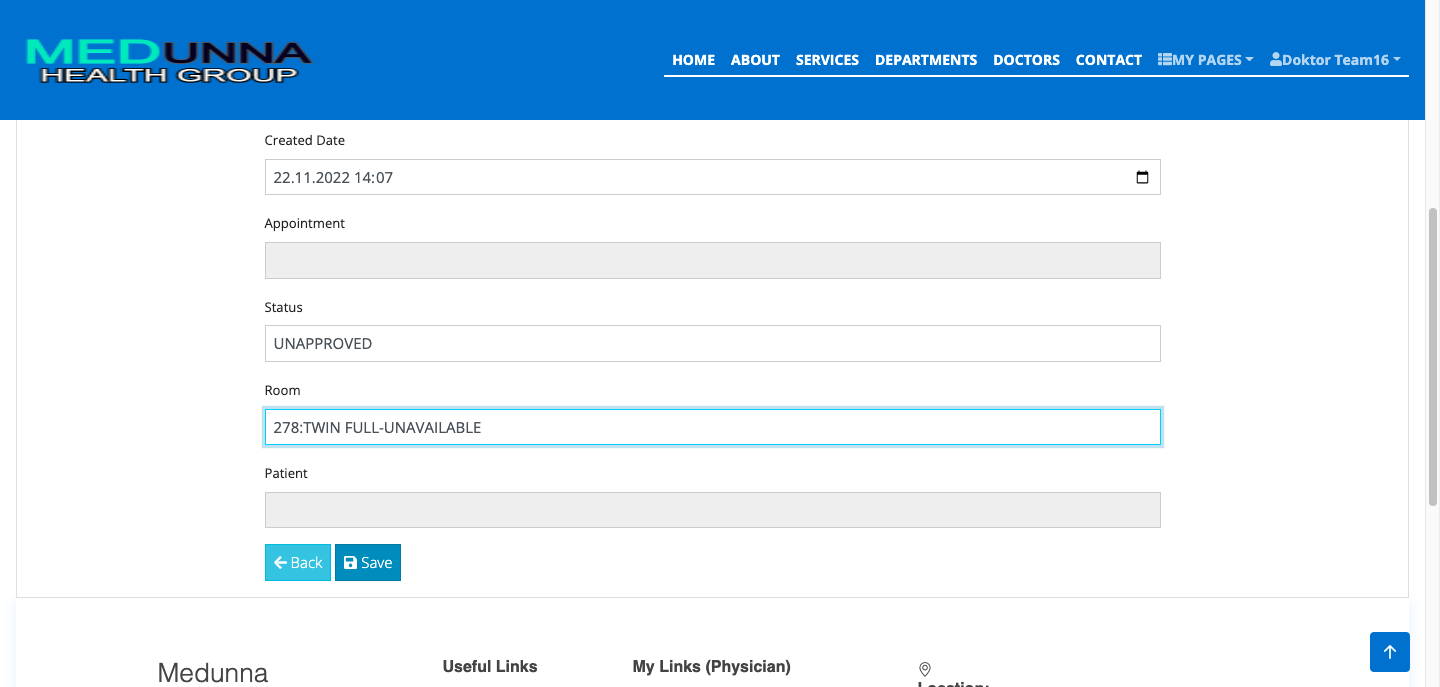 MEDUNNA
HEALTH GROUP
HOME ABOUT SERVICES DEPARTMENTS DOCTORS CONTACT MY PAGES Doktor Team16
Created Date
22.11.2022 14:07
Appointment
Status
UNAPPROVED
Room
278:TWIN FULL-UNAVAILABLE
Patient
Back Save
Medunna Useful Links My Links (Physician)
Location: